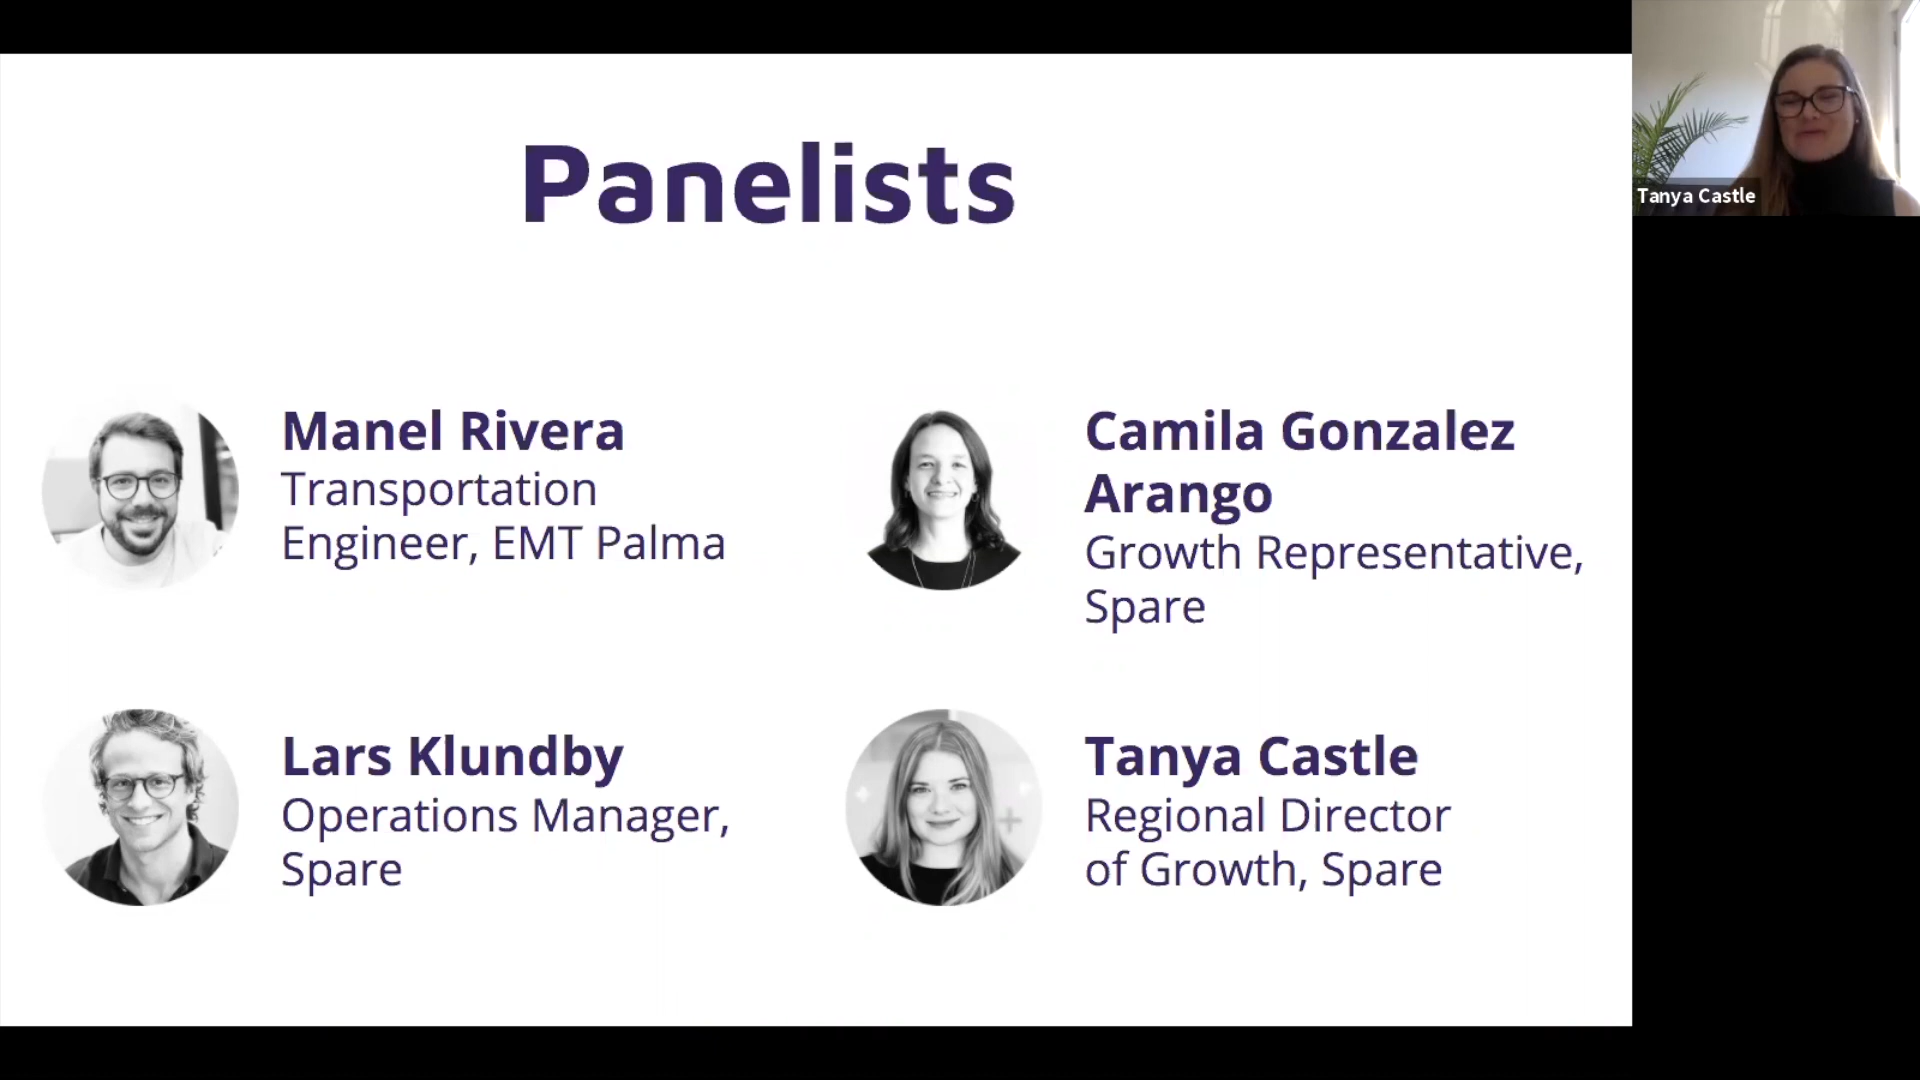 Panelists
Manel Rivera
Transportation
Engineer, EMT Palma
Camila Gonzalez
Arango
Growth Representative,
Spare
Lars Klundby
Operations Manager,
Spare
Tanya Castle
Regional Director
of Growth, Spare
Tanya Castle